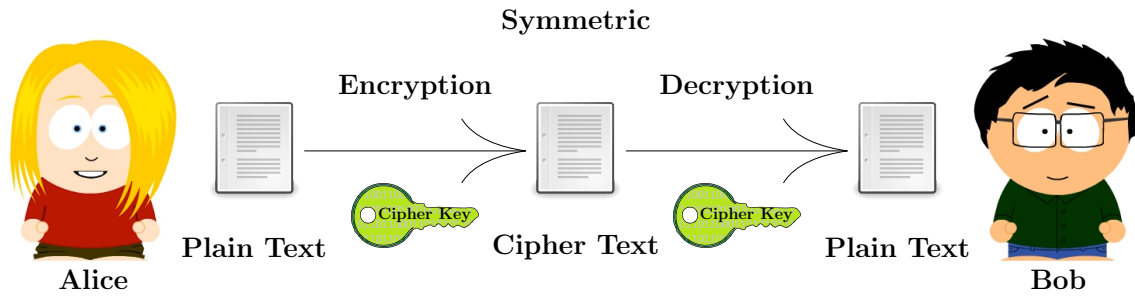 Symmetric
Encryption
Decryption
Cipher Key
Cipher Key
Plain Text
Cipher Text
Plain Text
Alice
Bob